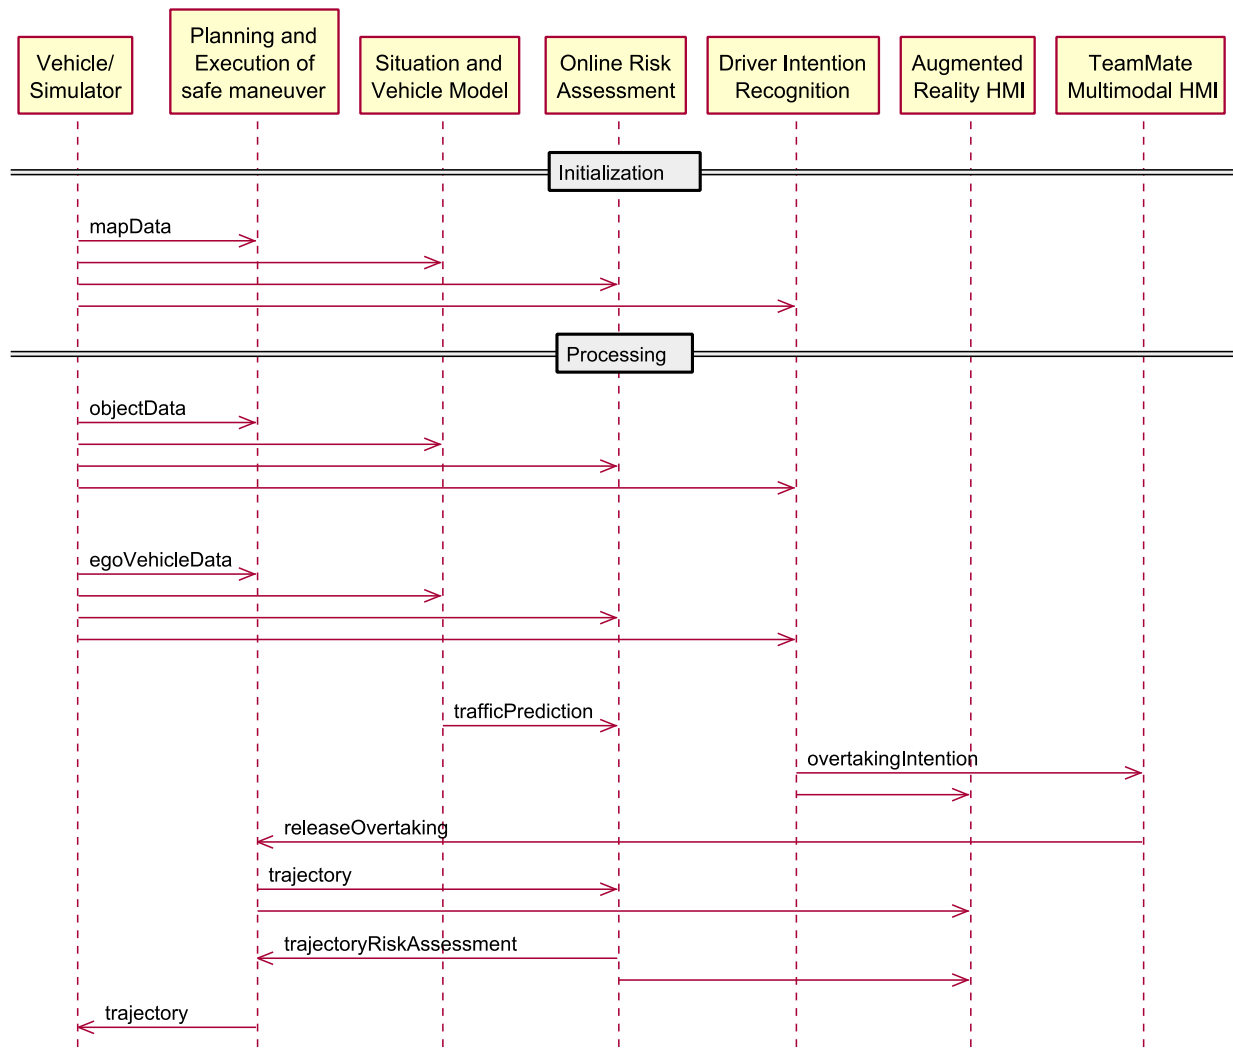 Vehicle/
Simulator
Planning and
Execution of
safe maneuver
Situation and
Vehicle Model
Online Risk
Assessment
Driver Intention
Recognition
Augmented
Reality HMI
TeamMate
Multimodal HMI
Initialization
mapData
Processing
objectData
egoVehicleData
trafficPrediction
overtakingIntention
releaseOvertaking
trajectory
trajectoryRiskAssessment
trajectory